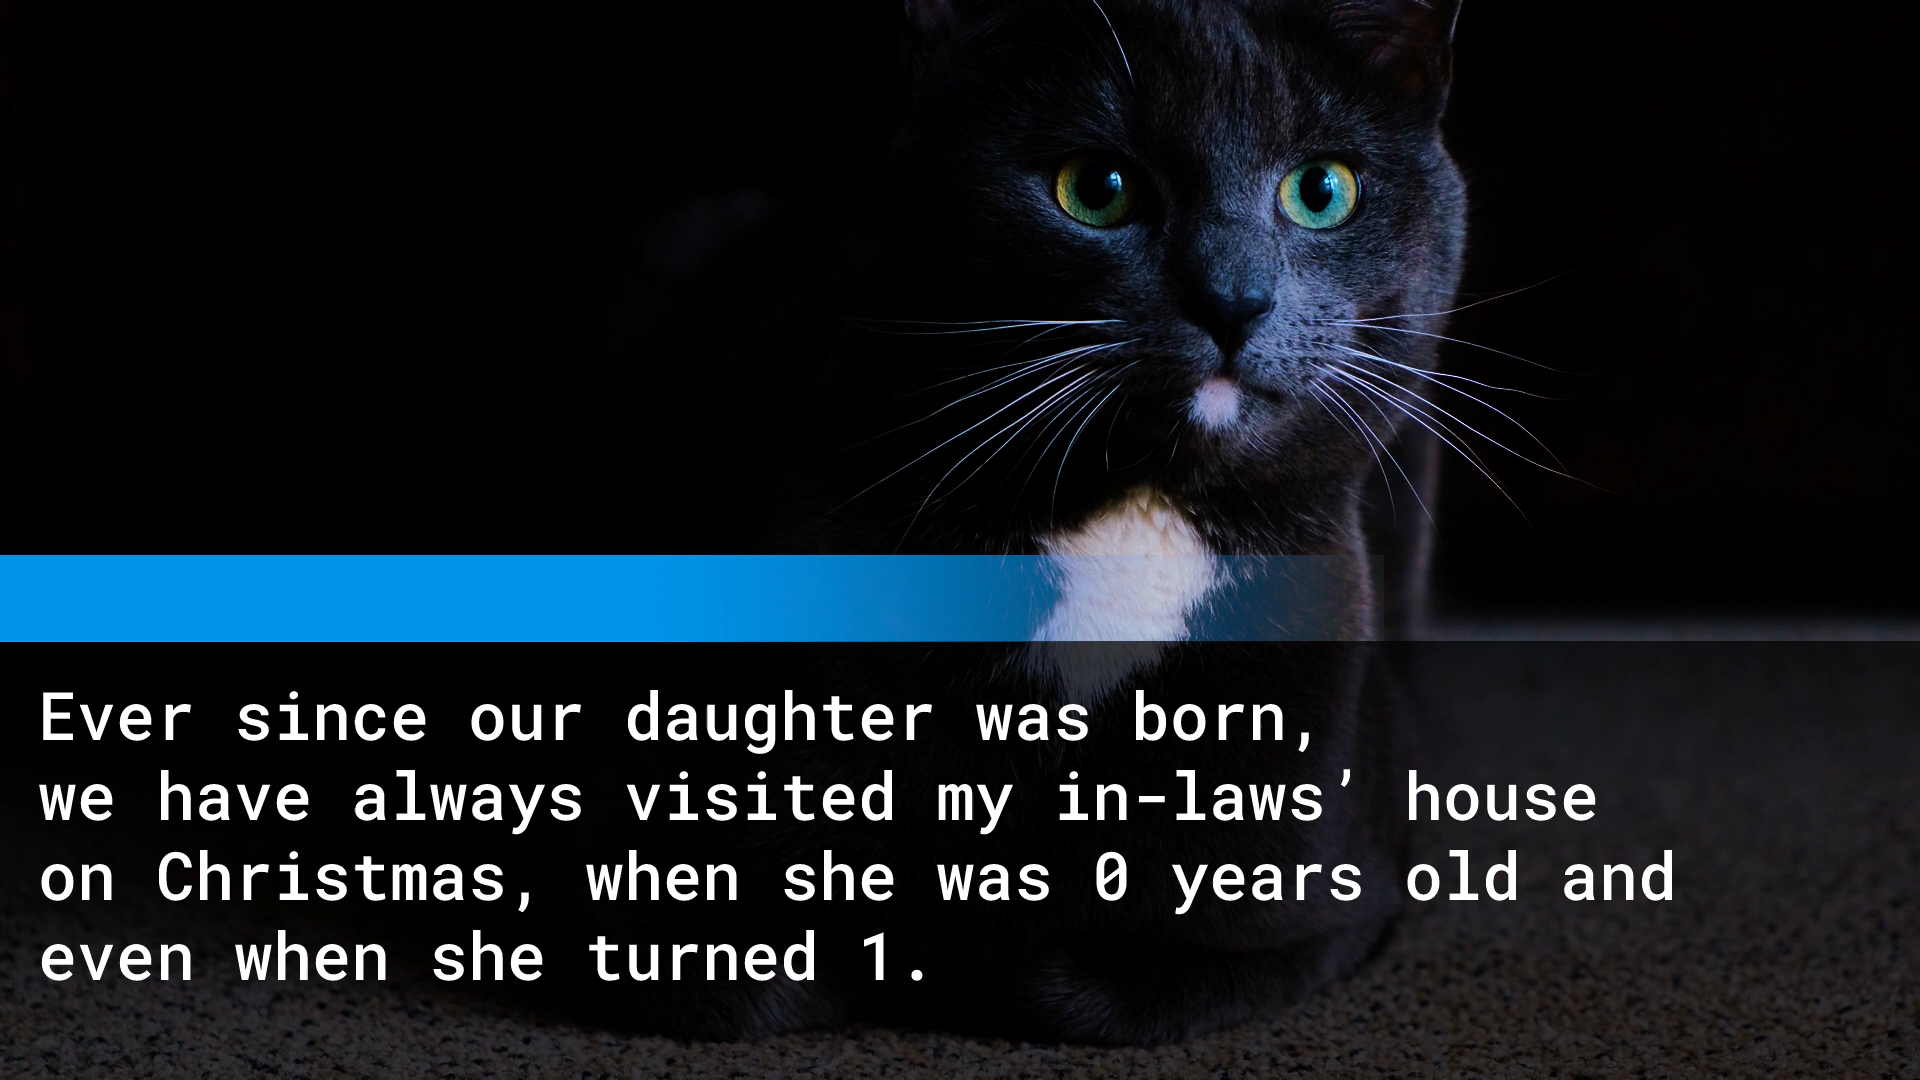 Ever since our daughter was born,
we have always visited my in-laws’ house
on Christmas, when she was 0 years old and
even when she turned 1.